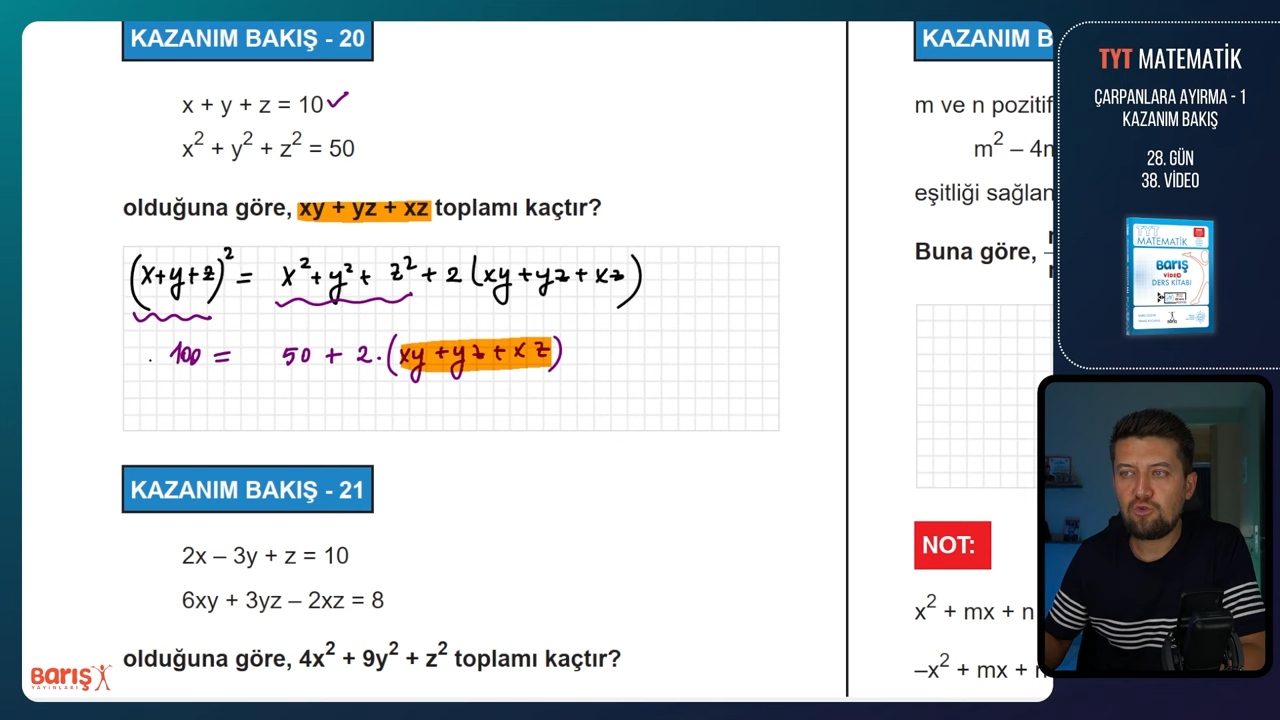 KAZANIM BAKIŞ - 20
x + y + z = 10
x² + y² + z² = 50
olduğuna göre, xy + yz + xz toplamı kaçtır?
(x+y+z)² = x² + y² + z² + 2 (xy + yz + xz)
100 = 50 + 2. (xy + yz + x z)
KAZANIM BAKIŞ - 21
2x – 3y + z = 10
6xy + 3yz – 2xz = 8
olduğuna göre, 4x² + 9y² + z² toplamı kaçtır?
BARIŞ
YAYINLARI
KAZANIM B
m ve n pozitif
m² – 4
eşitliği sağlan
Buna göre,
NOT:
x² + mx + n
–x² + mx +
TYT MATEMATİK
ÇARPANLARA AYIRMA - 1
KAZANIM BAKIŞ
28. GÜN
38. VİDEO
TYT
MATEMATİK
BARIŞ
VİDEO
DERS KİTABI